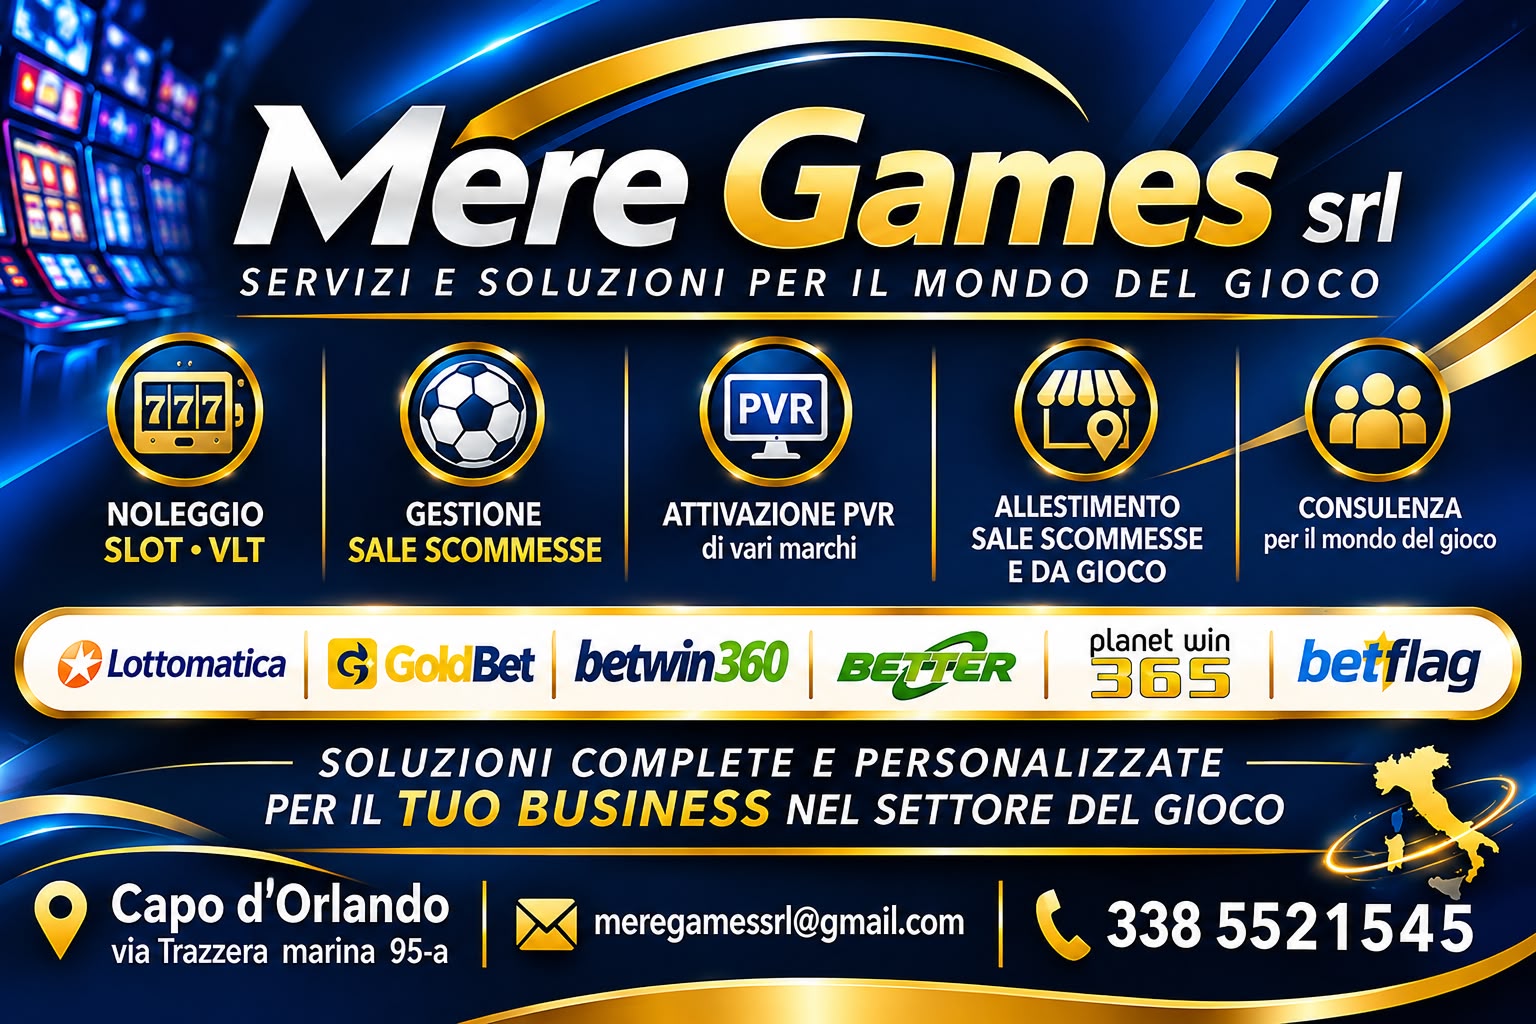 Mere Games srl
SERVIZI E SOLUZIONI PER IL MONDO DEL GIOCO
777
NOLEGGIO
SLOT • VLT
GESTIONE
SALE SCOMMESSE
PVR
ATTIVAZIONE PVR
di vari marchi
ALLESTIMENTO
SALE SCOMMESSE
E DA GIOCO
CONSULENZA
per il mondo del gioco
Lottomatica
G GoldBet
betwin360
BETTER
planet win
365
betflag
SOLUZIONI COMPLETE E PERSONALIZZATE
PER IL TUO BUSINESS NEL SETTORE DEL GIOCO
Capo d'Orlando
via Trazzera marina 95-a
meregamessrl@gmail.com
338 5521545